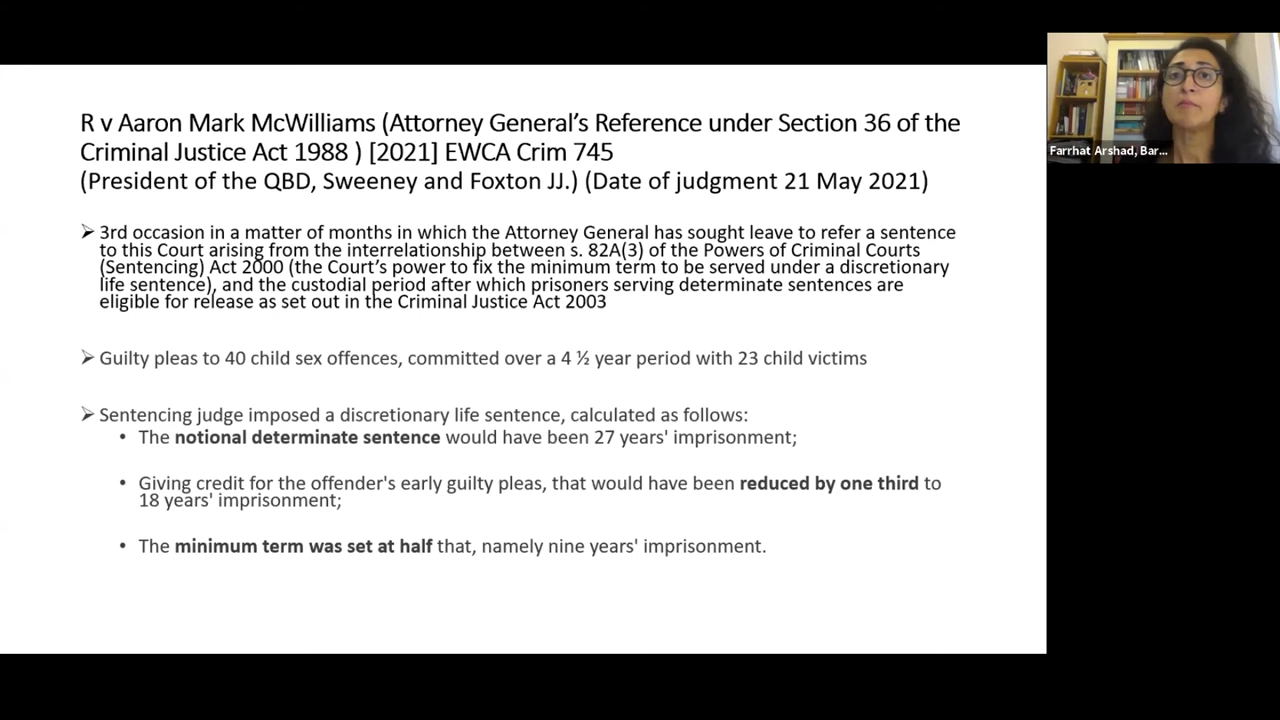 R v Aaron Mark McWilliams (Attorney General's Reference under Section 36 of the
Criminal Justice Act 1988 ) [2021] EWCA Crim 745
(President of the QBD, Sweeney and Foxton JJ.) (Date of judgment 21 May 2021)
➢ 3rd occasion in a matter of months in which the Attorney General has sought leave to refer a sentence
to this Court arising from the interrelationship between s. 82A(3) of the Powers of Criminal Courts
(Sentencing) Act 2000 (the Court's power to fix the minimum term to be served under a discretionary
life sentence), and the custodial period after which prisoners serving determinate sentences are
eligible for release as set out in the Criminal Justice Act 2003
➢ Guilty pleas to 40 child sex offences, committed over a 4 ½ year period with 23 child victims
➢ Sentencing judge imposed a discretionary life sentence, calculated as follows:
• The notional determinate sentence would have been 27 years' imprisonment;
• Giving credit for the offender's early guilty pleas, that would have been reduced by one third to
18 years' imprisonment;
• The minimum term was set at half that, namely nine years' imprisonment.
Farrhat Arshad, Bar...